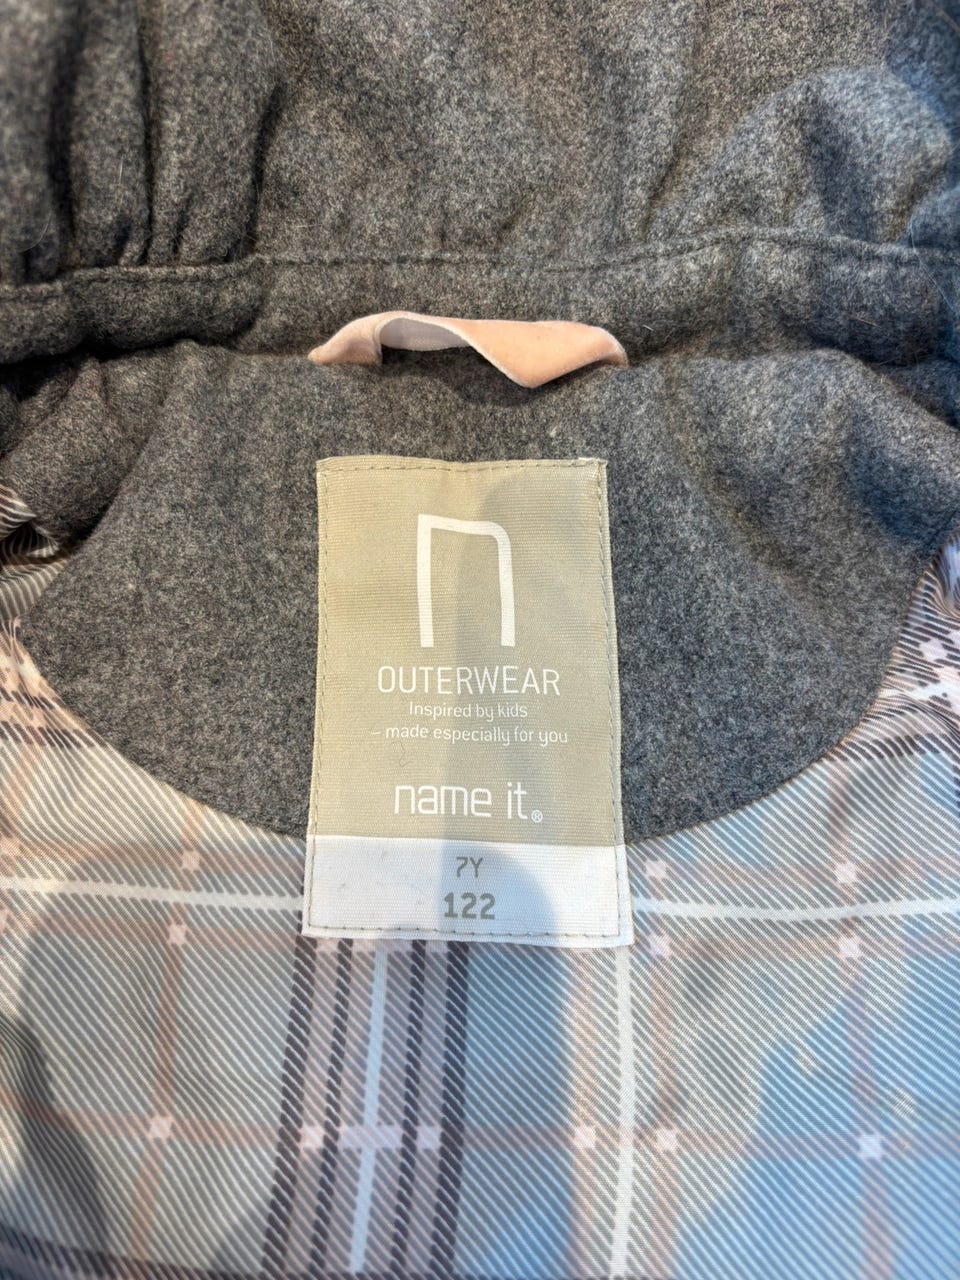 OUTERWEAR
Inspired by kids
– made especially for you
name it®
7Y
122